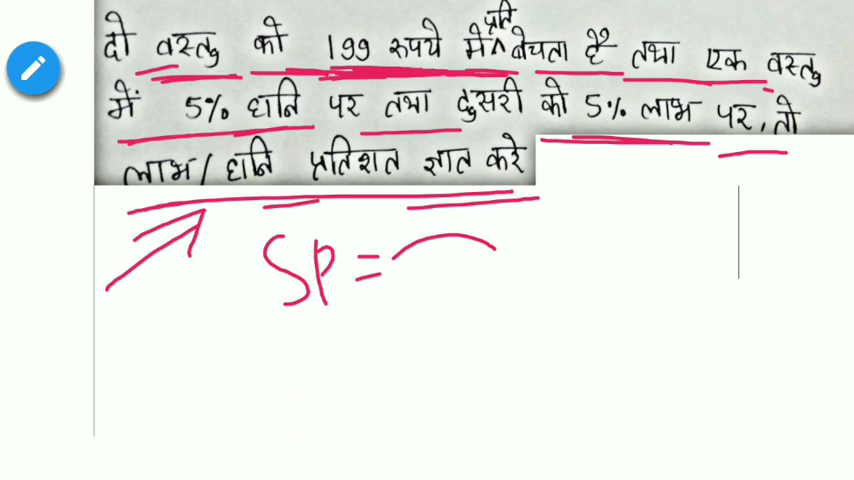 दो वस्तु को 199 रूपये में प्रति बेचता है तथा एक वस्तु
में 5% हानि पर तथा दुसरी को 5% लाभ पर, तो
लाभ/हानि प्रतिशत ज्ञात करे
SP =